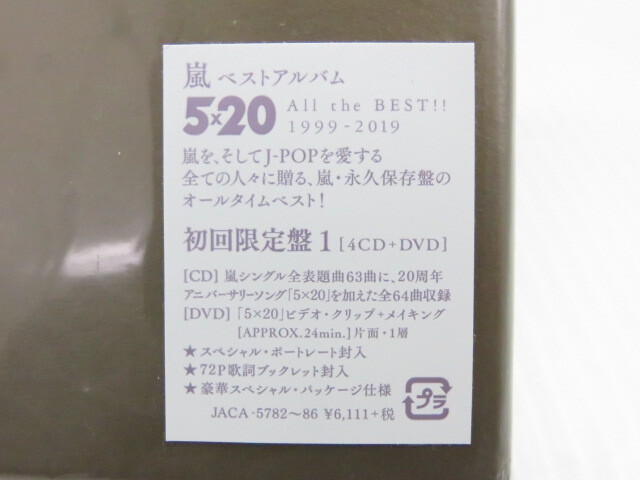 嵐 ベストアルバム
5×20 All the BEST!!
1999-2019
嵐を、そしてJ-POPを愛する
全ての人々に贈る、嵐・永久保存盤の
オールタイムベスト!
初回限定盤 1 [4CD+DVD]
[CD] 嵐シングル全表題曲63曲に、20周年
アニバーサリーソング「5×20」を加えた全64曲収録
[DVD] 「5×20」ビデオ・クリップ+メイキング
[APPROX.24min.]片面・1層
★スペシャル・ポートレート封入
★72P歌詞ブックレット封入
★豪華スペシャル・パッケージ仕様
プラ
JACA-5782〜86 ¥6,111+税